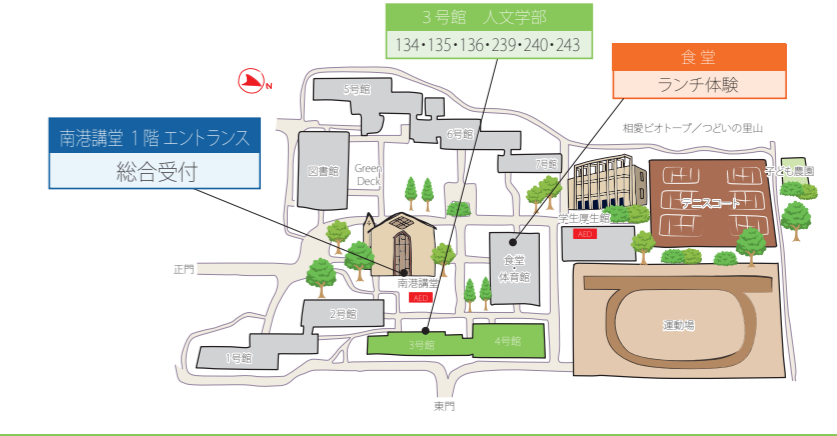 3号館 人文学部
134・135・136・239・240・243
食堂
ランチ体験
N
5号館
南港講堂 1階 エントランス
総合受付
6号館
相愛ビオトープ/つどいの里山
図書館
Green
Deck
7号館
子ども農園
テニスコート
学生厚生館
AED
正門
食堂
・
体育館
南港講堂
AED
2号館
運動場
3号館
4号館
1号館
東門